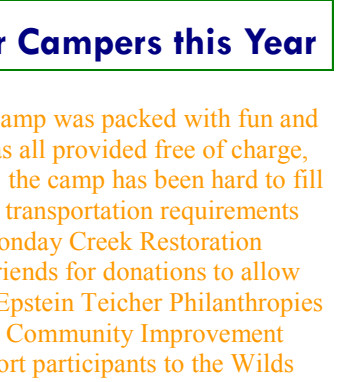 r Campers this Year
amp was packed with fun and
as all provided free of charge,
the camp has been hard to fill
transportation requirements
onday Creek Restoration
riends for donations to allow
Epstein Teicher Philanthropies
Community Improvement
ort participants to the Wilds